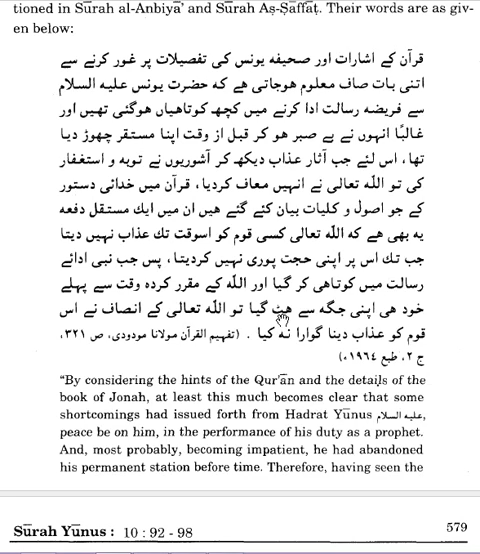 tioned in Sūrah al-Anbiyā' and Sūrah Aṣ-Ṣāffāt. Their words are as giv-
en below:
قرآن کے اشارات اور صحیفہ یونس کی تفصیلات پر غور کرنے سے
اتنی بات صاف معلوم ہوجاتی ہے کہ حضرت یونس علیہ السلام
سے فریضہ رسالت ادا کرنے میں کچھ کوتاہیاں ہوگئی تھیں اور
غالبًا انہوں نے بے صبر ہو کر قبل از وقت اپنا مستقر چھوڑ دیا
تھا، اس لئے جب آثار عذاب دیکھ کر آشوریوں نے توبہ و استغفار
کی تو اللہ تعالی نے انہیں معاف کردیا، قرآن میں خدائی دستور
کے جو اصول و کلیات بیان کئے گئے ہیں ان میں ایك مستقل دفعہ
یہ بھی ہے کہ اللہ تعالی کسی قوم کو اسوقت تك عذاب نہیں دیتا
جب تك اس پر اپنی حجت پوری نہیں کردیتا، پس جب نبی ادائے
رسالت میں کوتاہی کر گیا اور اللہ کے مقرر کردہ وقت سے پہلے
خود ہی اپنی جگہ سے ہٹ گیا تو اللہ تعالی کے انصاف نے اس
قوم کو عذاب دینا گوارا نہ کیا . (تفہیم القرآن مولانا مودودی، ص ۳۲۱،
ج ۲، طبع ۱۹٦٤ء)
"By considering the hints of the Qur'ān and the details of the
book of Jonah, at least this much becomes clear that some
shortcomings had issued forth from Hadrat Yūnus علیہ السلام,
peace be on him, in the performance of his duty as a prophet.
And, most probably, becoming impatient, he had abandoned
his permanent station before time. Therefore, having seen the
Sūrah Yūnus : 10 : 92 - 98 579